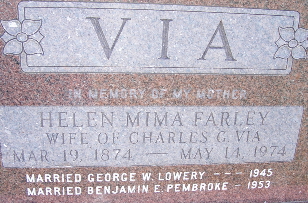 VIA
IN MEMORY OF MY MOTHER
HELEN MIMA FARLEY
WIFE OF CHARLES G. VIA
MAR. 19, 1874 — MAY 14, 1974
MARRIED GEORGE W. LOWERY - - - 1945
MARRIED BENJAMIN E. PEMBROKE - 1953